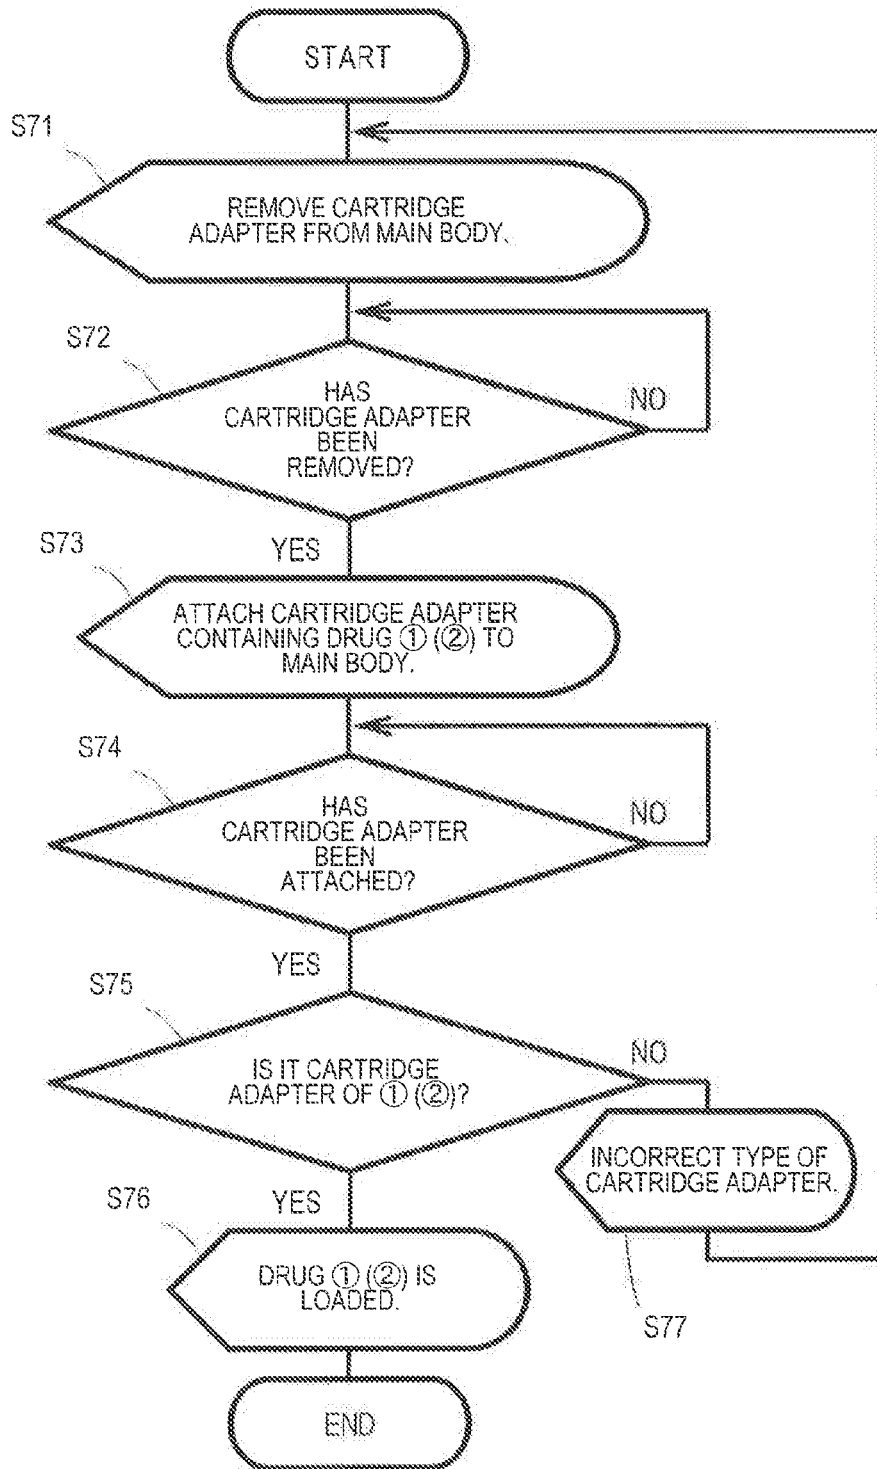 START
S71
REMOVE CARTRIDGE
ADAPTER FROM MAIN BODY.
S72
HAS
CARTRIDGE ADAPTER
BEEN
REMOVED?
NO
YES
S73
ATTACH CARTRIDGE ADAPTER
CONTAINING DRUG ① (②) TO
MAIN BODY.
S74
HAS
CARTRIDGE ADAPTER
BEEN
ATTACHED?
NO
YES
S75
IS IT CARTRIDGE
ADAPTER OF ① (②)?
NO
INCORRECT TYPE OF
CARTRIDGE ADAPTER.
S77
YES
S76
DRUG ① (②) IS
LOADED.
END